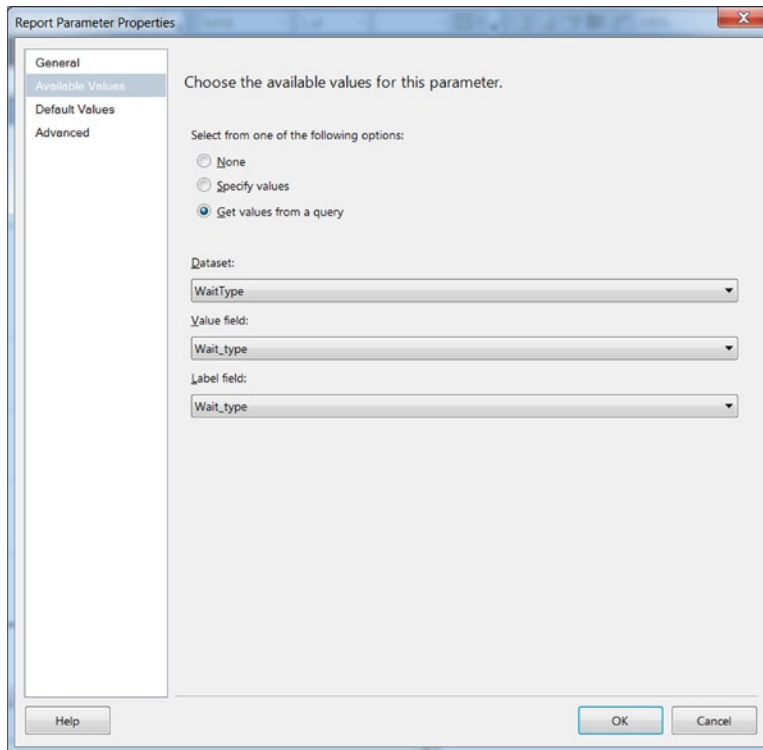 Report Parameter Properties
General
Available Values
Default Values
Advanced
Choose the available values for this parameter.
Select from one of the following options:
None
Specify values
Get values from a query
Dataset:
WaitType
Value field:
Wait_type
Label field:
Wait_type
Help
OK
Cancel